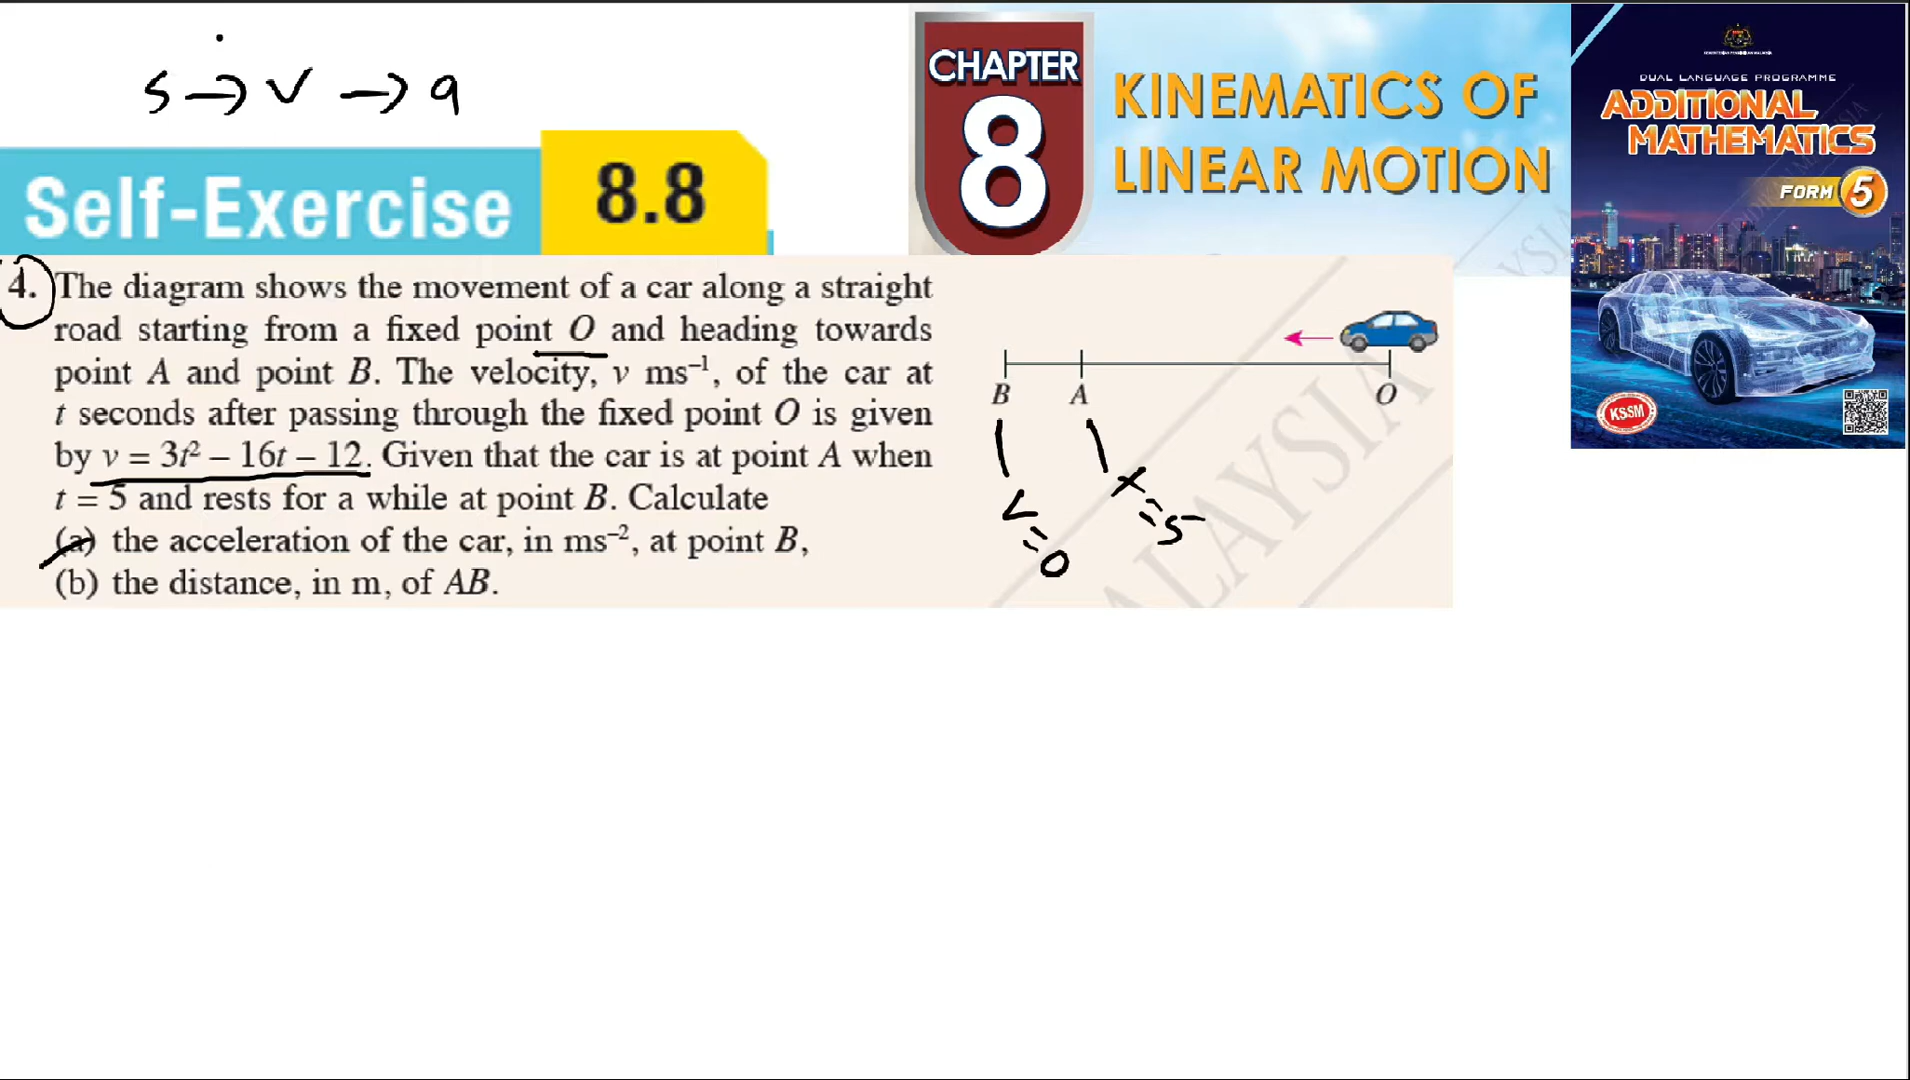 s → v → a
CHAPTER
8
KINEMATICS OF
LINEAR MOTION
DUAL LANGUAGE PROGRAMME
ADDITIONAL
MATHEMATICS
FORM 5
KSSM
Self-Exercise 8.8
4. The diagram shows the movement of a car along a straight
road starting from a fixed point O and heading towards
point A and point B. The velocity, v ms⁻¹, of the car at
t seconds after passing through the fixed point O is given
by v = 3t² – 16t – 12. Given that the car is at point A when
t = 5 and rests for a while at point B. Calculate
(a) the acceleration of the car, in ms⁻², at point B,
(b) the distance, in m, of AB.
B A O
v = 0
t = 5
MALAYSIA